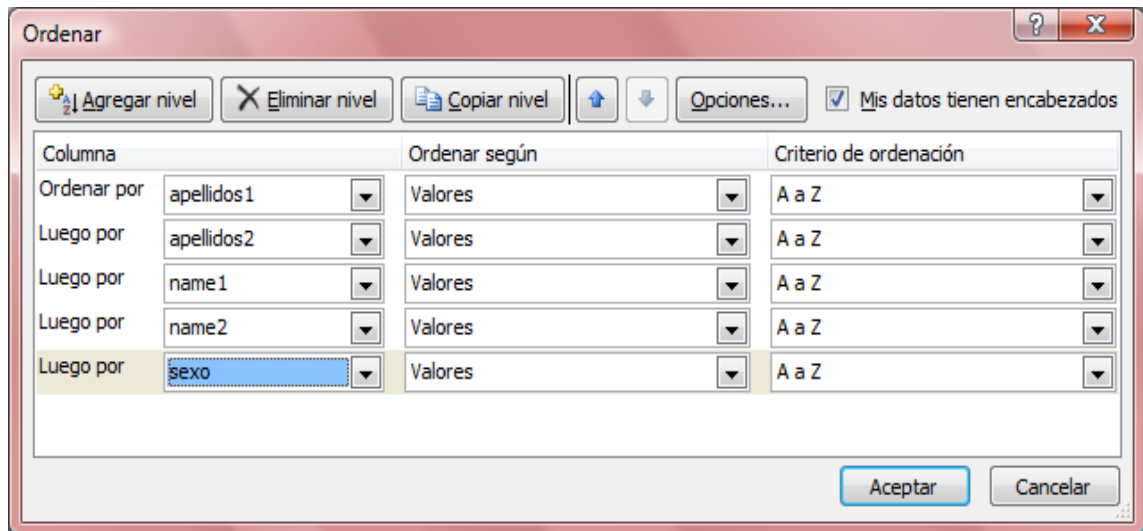 Ordenar
Agregar nivel Eliminar nivel Copiar nivel Opciones... Mis datos tienen encabezados
Columna Ordenar según Criterio de ordenación
Ordenar por apellidos1 Valores A a Z
Luego por apellidos2 Valores A a Z
Luego por name1 Valores A a Z
Luego por name2 Valores A a Z
Luego por sexo Valores A a Z
Aceptar Cancelar